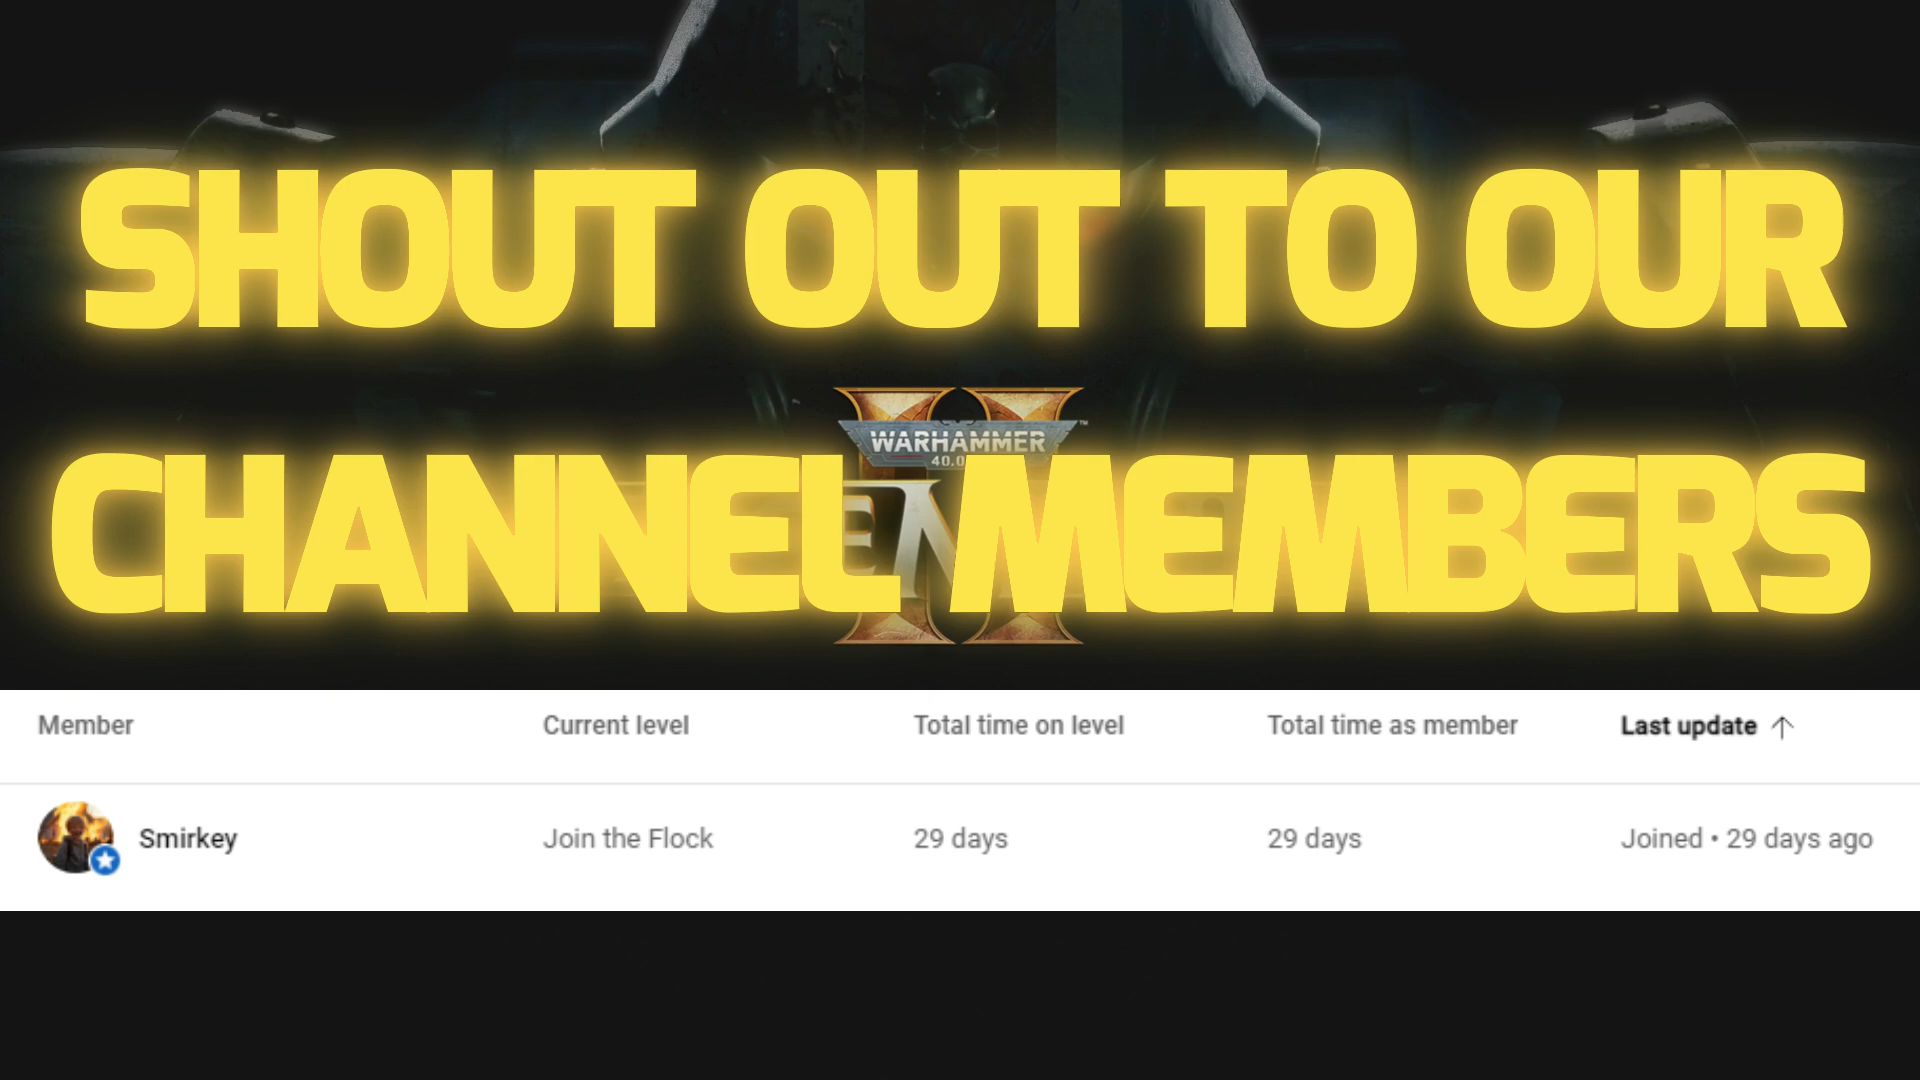 SHOUT OUT TO OUR
WARHAMMER™
CHANNEL MEMBERS
Member Current level Total time on level Total time as member Last update ↑
Smirkey Join the Flock 29 days 29 days Joined • 29 days ago